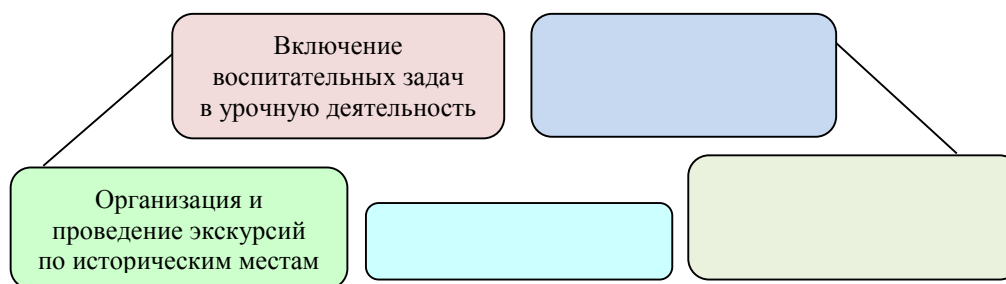 Включение
воспитательных задач
в урочную деятельность
Организация и
проведение экскурсий
по историческим местам